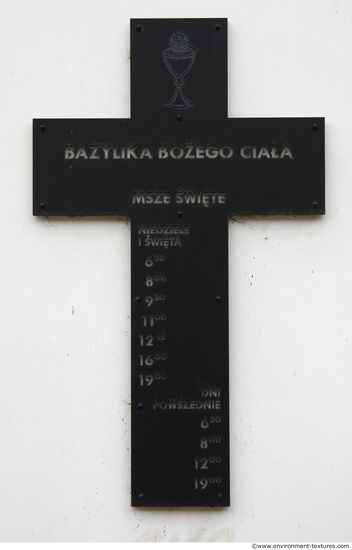 BAZYLIKA BOŻEGO CIAŁA
MSZE ŚWIĘTE
NIEDZIELE
I ŚWIĘTA
6³⁰
8⁰⁰
9³⁰
11⁰⁰
12¹⁵
16⁰⁰
19⁰⁰
DNI
POWSZEDNIE
6³⁰
8⁰⁰
12⁰⁰
19⁰⁰
©www.environment-textures.com